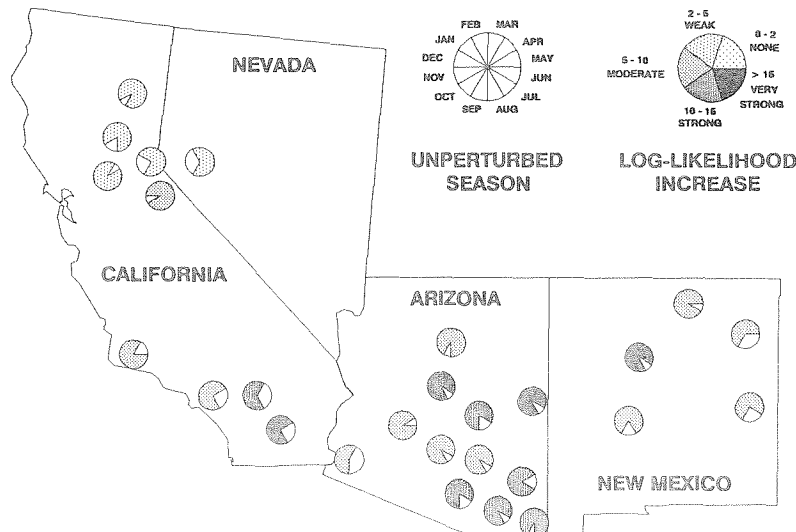 FEB MAR
JAN APR
DEC MAY
NOV JUN
OCT JUL
SEP AUG
UNPERTURBED
SEASON
2 - 5
WEAK
0 - 2
NONE
5 - 10
MODERATE
> 15
VERY
STRONG
10 - 15
STRONG
LOG-LIKELIHOOD
INCREASE
NEVADA
CALIFORNIA
ARIZONA
NEW MEXICO